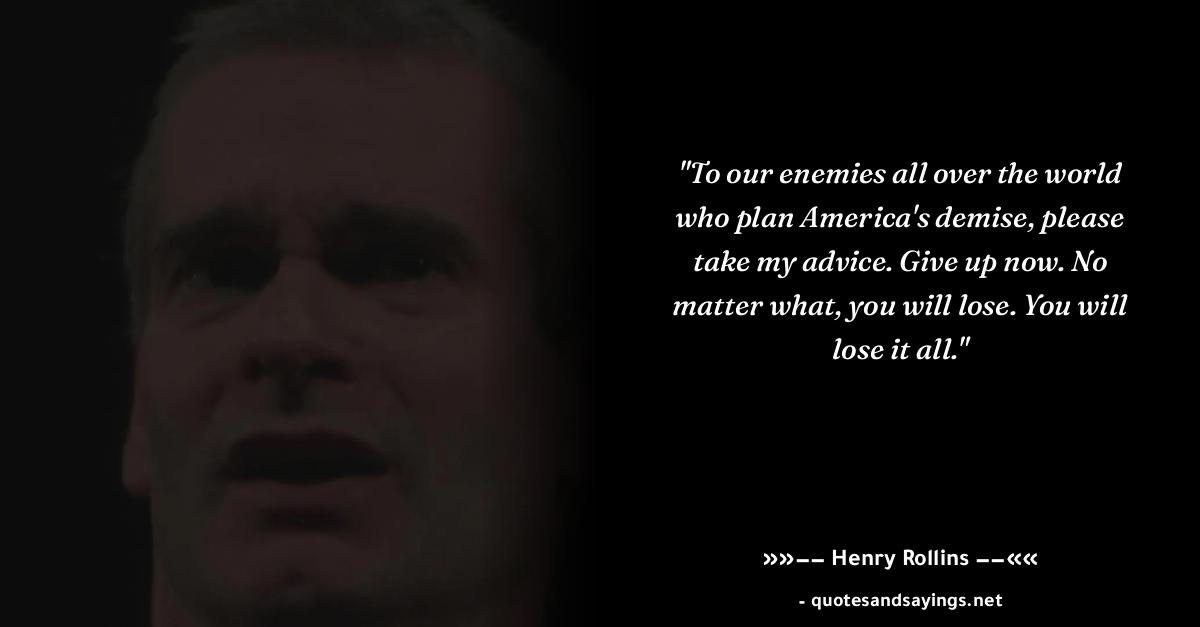 "To our enemies all over the world
who plan America's demise, please
take my advice. Give up now. No
matter what, you will lose. You will
lose it all."
»»−− Henry Rollins −−««
- quotesandsayings.net